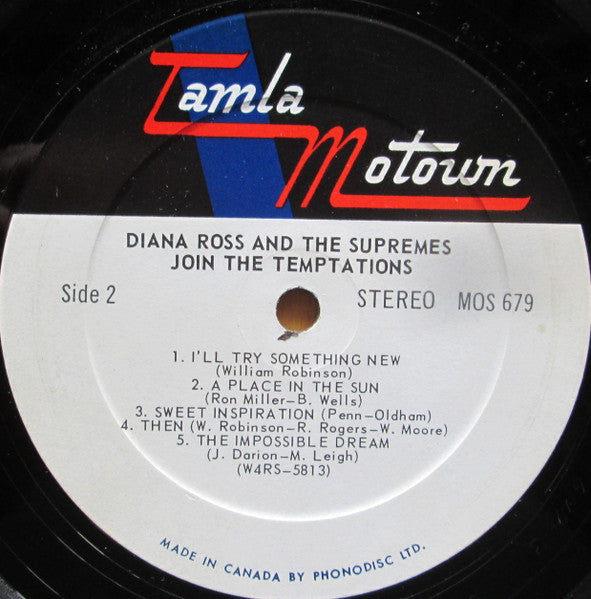 Tamla
Motown
DIANA ROSS AND THE SUPREMES
JOIN THE TEMPTATIONS
Side 2
STEREO MOS 679
1. I'LL TRY SOMETHING NEW
(William Robinson)
2. A PLACE IN THE SUN
(Ron Miller–B. Wells)
3. SWEET INSPIRATION (Penn–Oldham)
4. THEN (W. Robinson–R. Rogers–W. Moore)
5. THE IMPOSSIBLE DREAM
(J. Darion–M. Leigh)
(W4RS–5813)
MADE IN CANADA BY PHONODISC LTD.